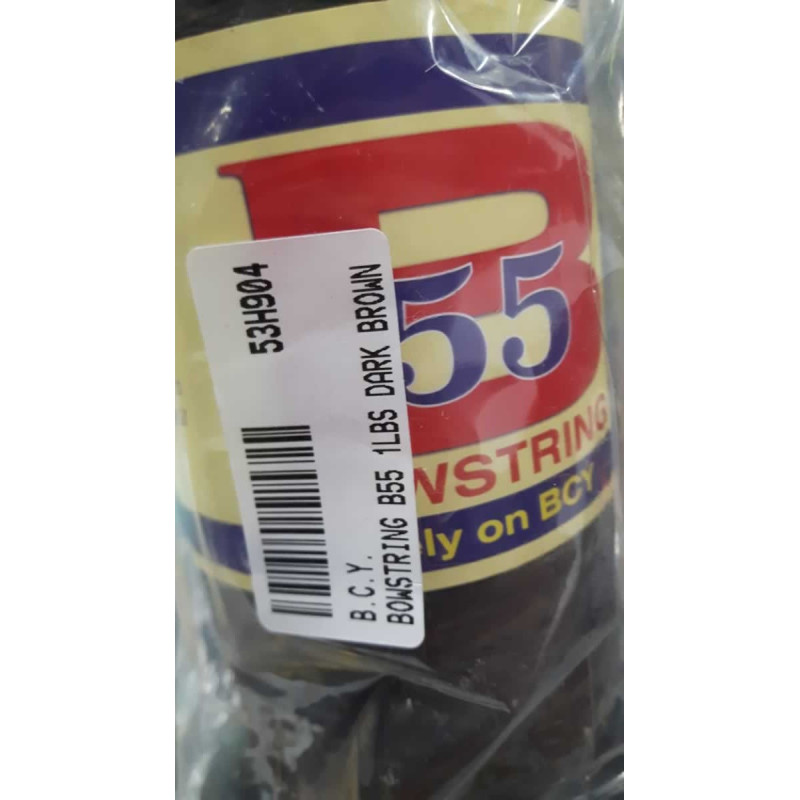 B
55
WSTRING
ly on BCY
53H904
B.C.Y.
BOWSTRING B55 1LBS DARK BROWN